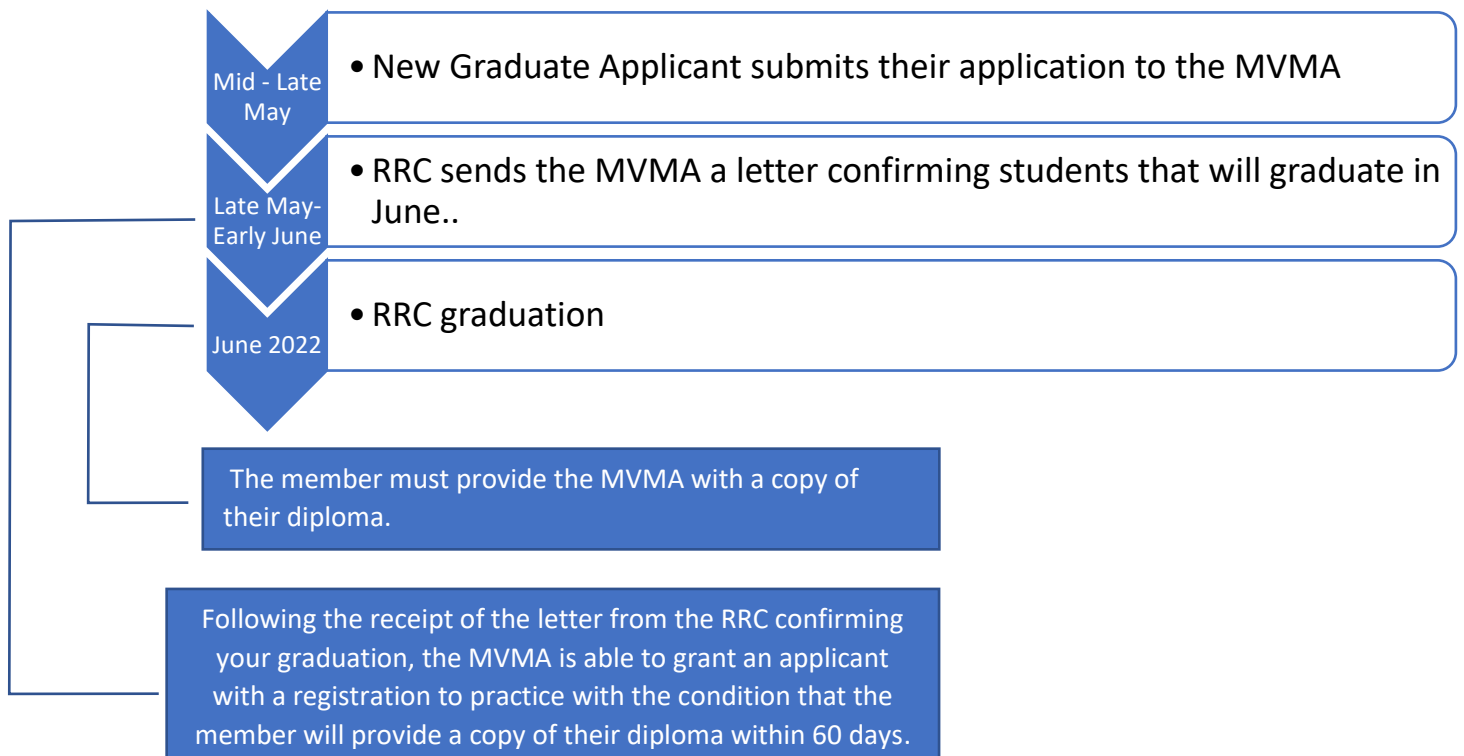 Mid - Late
May
• New Graduate Applicant submits their application to the MVMA
Late May-
Early June
• RRC sends the MVMA a letter confirming students that will graduate in
June..
June 2022
• RRC graduation
The member must provide the MVMA with a copy of
their diploma.
Following the receipt of the letter from the RRC confirming
your graduation, the MVMA is able to grant an applicant
with a registration to practice with the condition that the
member will provide a copy of their diploma within 60 days.